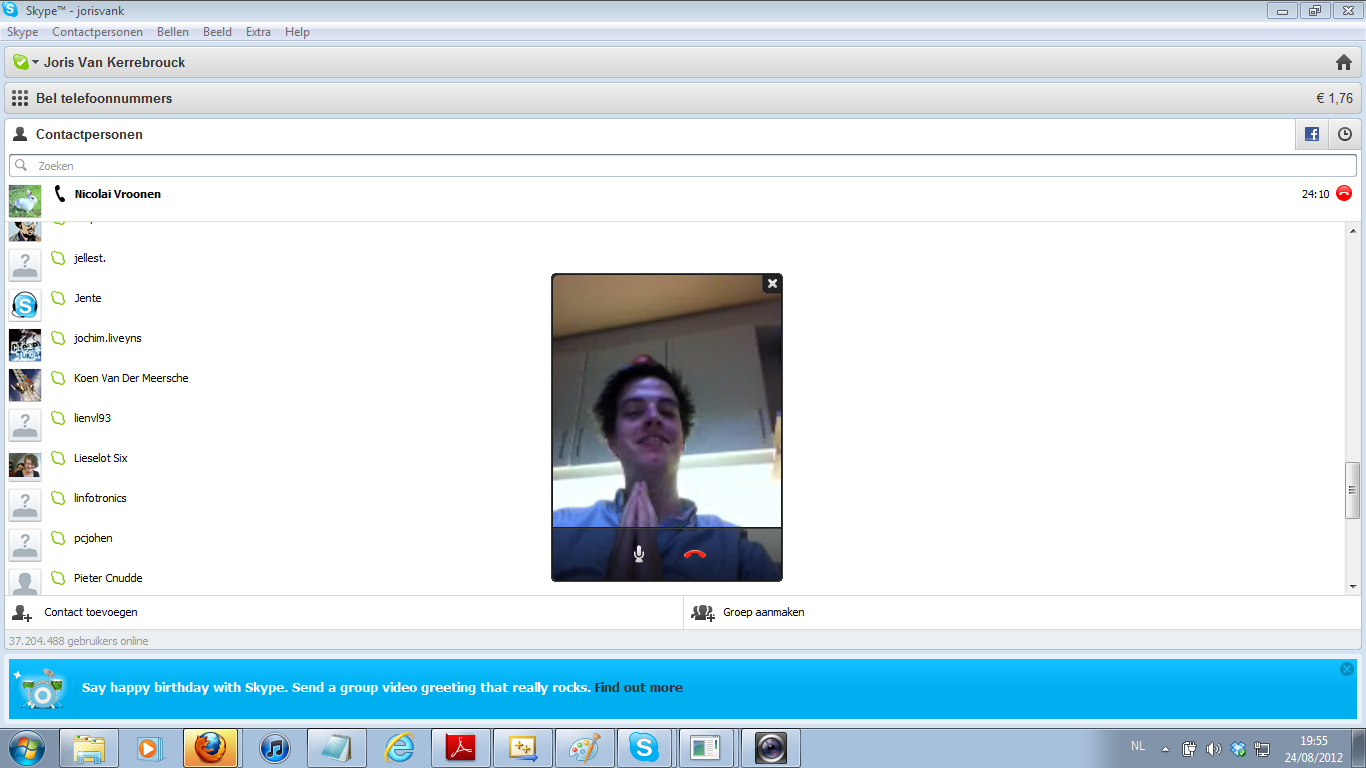 Skype™ - jorisvank
Skype Contactpersonen Bellen Beeld Extra Help
Joris Van Kerrebrouck
Bel telefoonnummers € 1,76
Contactpersonen
Zoeken
Nicolai Vroonen 24:10
jellest.
Jente
jochim.liveyns
Koen Van Der Meersche
lienvl93
Lieselot Six
linfotronics
pcjohen
Pieter Cnudde
Contact toevoegen Groep aanmaken
37.204.488 gebruikers online
Say happy birthday with Skype. Send a group video greeting that really rocks. Find out more
NL 19:55
24/08/2012